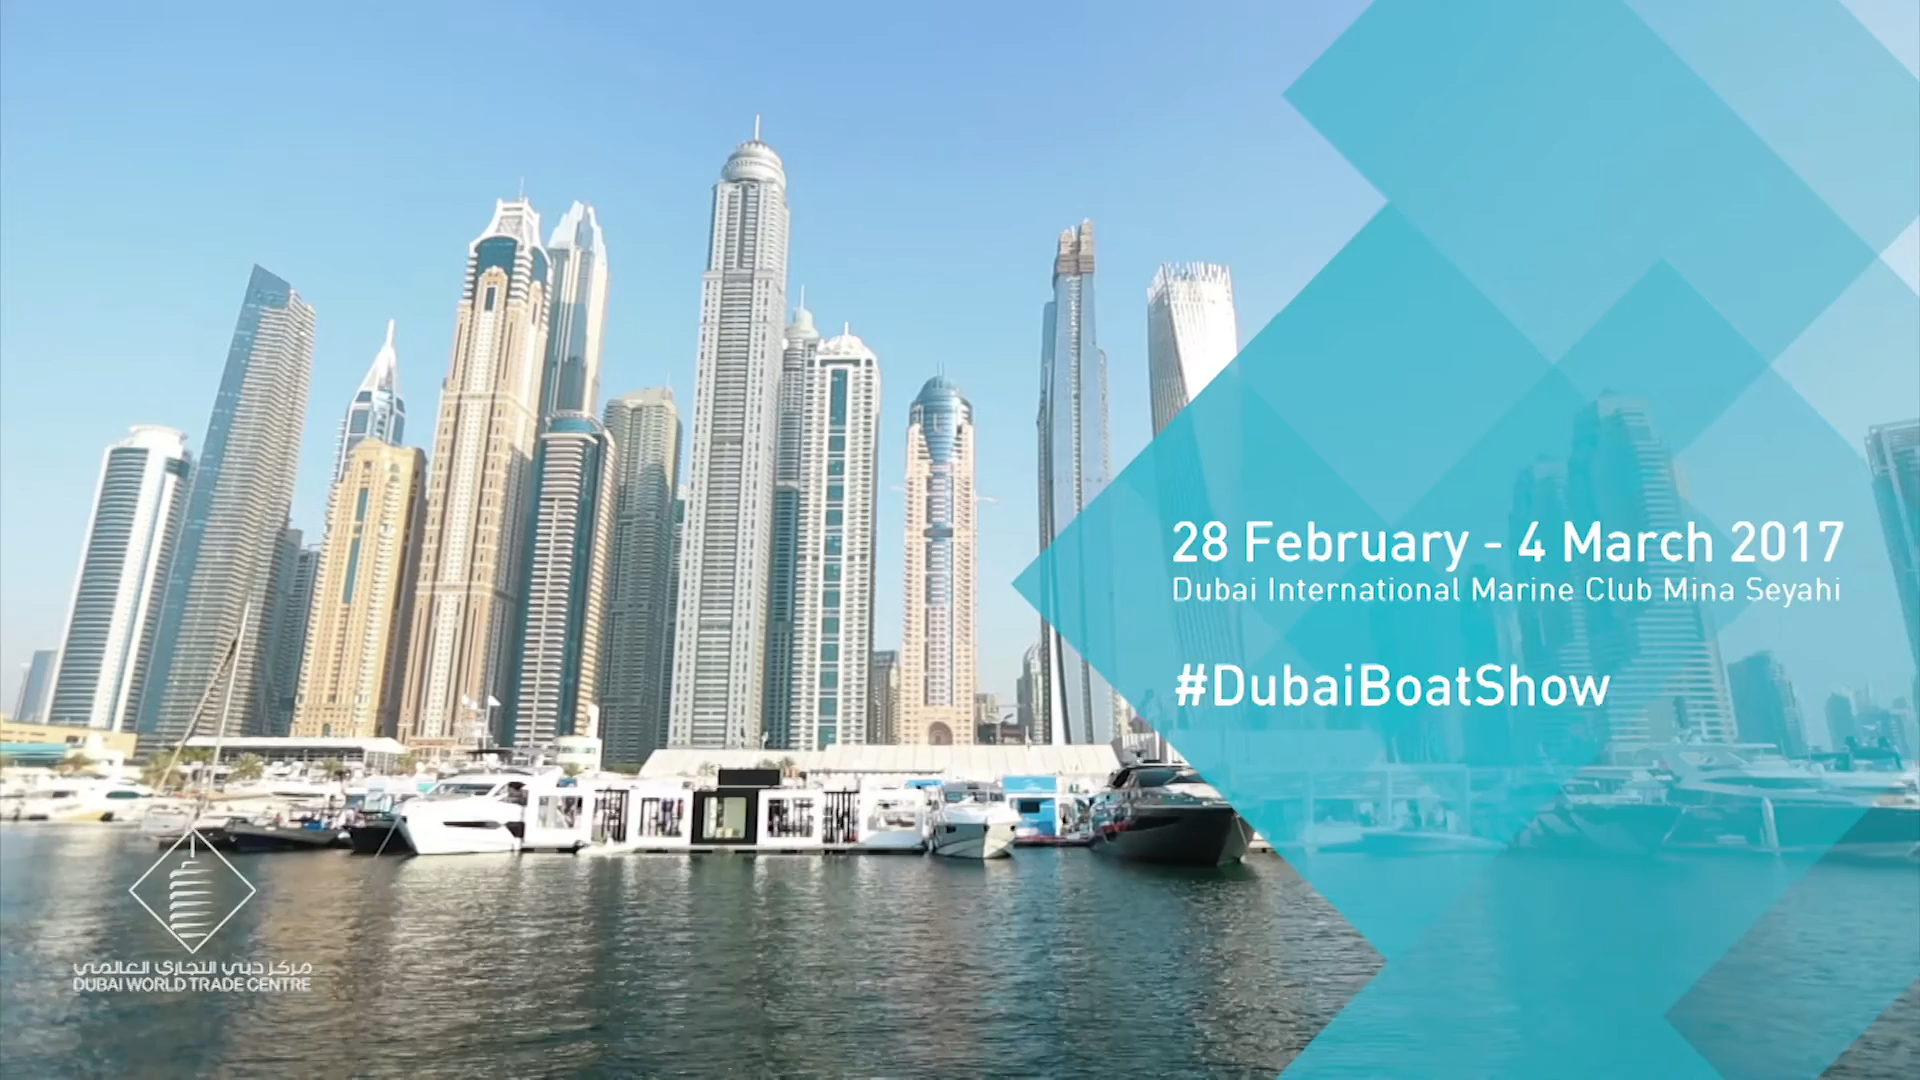 28 February - 4 March 2017
Dubai International Marine Club Mina Seyahi
#DubaiBoatShow
مركز دبي التجاري العالمي
DUBAI WORLD TRADE CENTRE